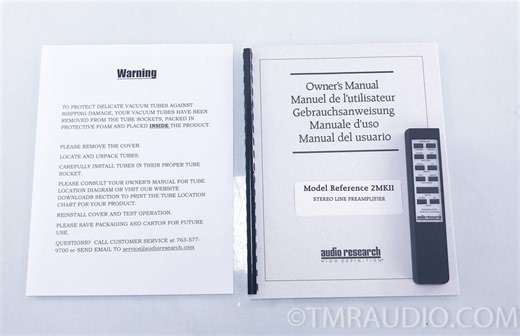 Warning
TO PROTECT DELICATE VACUUM TUBES AGAINST
SHIPPING DAMAGE, YOUR VACUUM TUBES HAVE BEEN
REMOVED FROM THE TUBE SOCKETS, PACKED IN
PROTECTIVE FOAM AND PLACED INSIDE THE PRODUCT.
PLEASE REMOVE THE COVER.
LOCATE AND UNPACK TUBES.
CAREFULLY INSTALL TUBES IN THEIR PROPER TUBE
SOCKET.
PLEASE CONSULT YOUR OWNER'S MANUAL FOR TUBE
LOCATION DIAGRAM OR VISIT OUR WEBSITE
DOWNLOADS SECTION TO PRINT THE TUBE LOCATION
CHART FOR YOUR PRODUCT.
REINSTALL COVER AND TEST OPERATION.
PLEASE SAVE PACKAGING AND CARTON FOR FUTURE
USE.
QUESTIONS? CALL CUSTOMER SERVICE at 763-577-
9700 or SEND EMAIL TO service@audioresearch.com
Owner's Manual
Manuel de l'utilisateur
Gebrauchsanweisung
Manuale d'uso
Manual del usuario
Model Reference 2MKII
STEREO LINE PREAMPLIFIER
audio research
HIGH DEFINITION®
©TMRAUDIO.COM